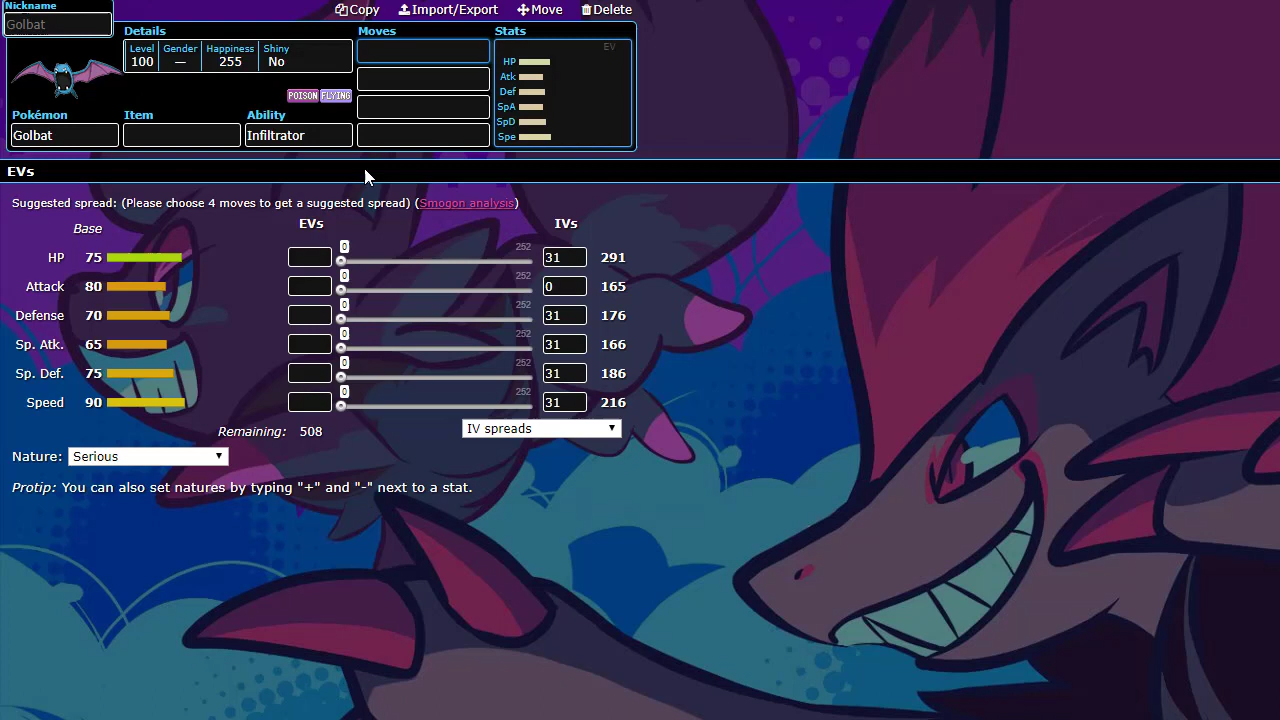 Nickname
Golbat
Copy Import/Export Move Delete
Details
Level Gender Happiness Shiny
100 — 255 No
POISON FLYING
Pokémon Item Ability
Golbat Infiltrator
Moves
Stats
EV
HP
Atk
Def
SpA
SpD
Spe
EVs
Suggested spread: (Please choose 4 moves to get a suggested spread) (Smogon analysis)
Base EVs IVs
HP 75 0 252 31 291
Attack 80 0 252 0 165
Defense 70 0 252 31 176
Sp. Atk. 65 0 252 31 166
Sp. Def. 75 0 252 31 186
Speed 90 0 252 31 216
Remaining: 508 IV spreads
Nature: Serious
Protip: You can also set natures by typing "+" and "-" next to a stat.